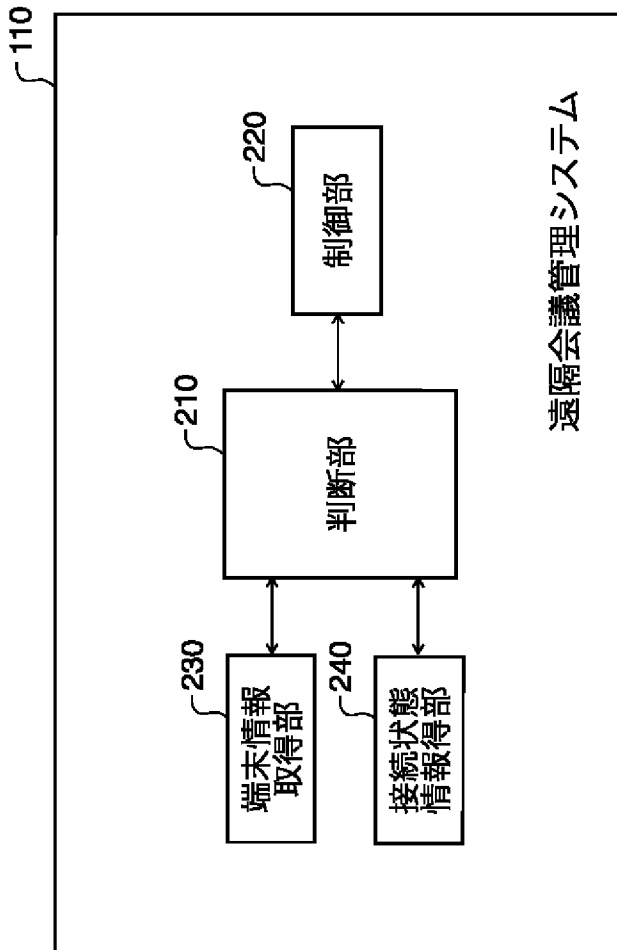 110
230
端末情報
取得部
240
接続状態
情報得部
210
判断部
220
制御部
遠隔会議管理システム